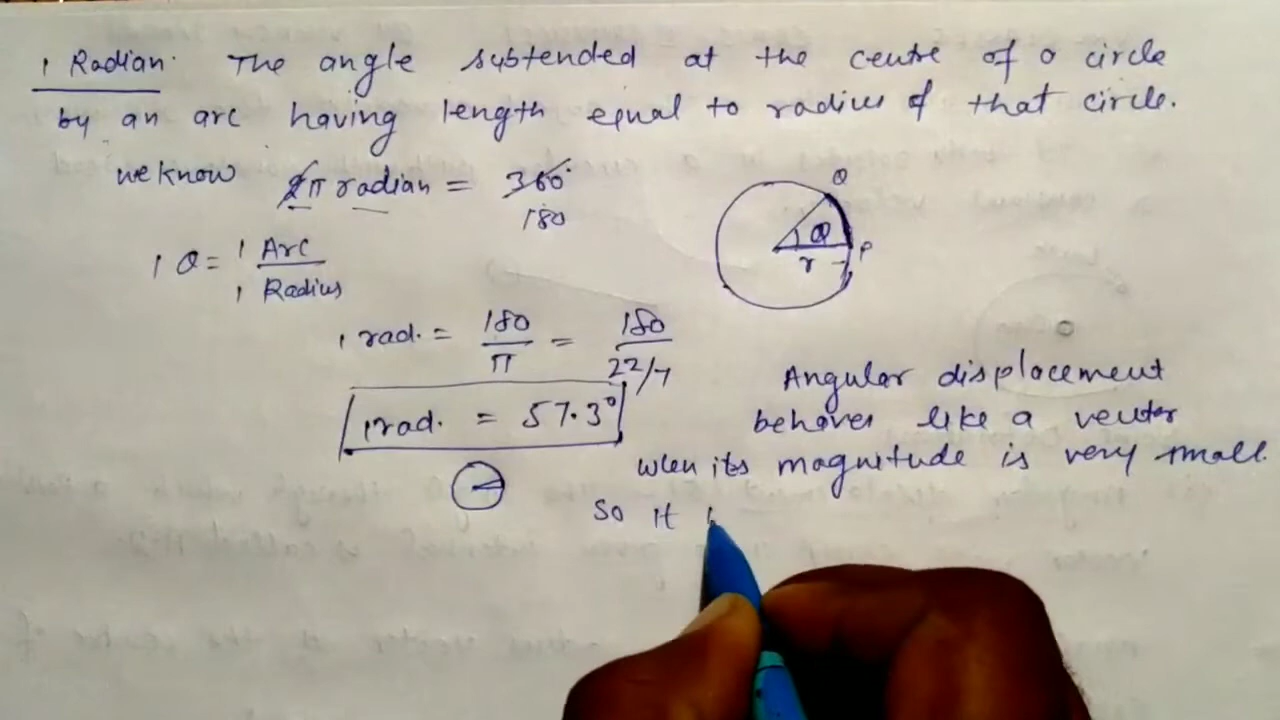 1 Radian. The angle subtended at the centre of a circle
by an arc having length equal to radius of that circle.
we know 2π radian = 360°
180
1 θ = 1 Arc / 1 Radius
Q
θ
r
P
1 rad. = 180/π = 180/22/7
1 rad. = 57.3°
Angular displacement
behaves like a vector
when its magnitude is very small.
so it